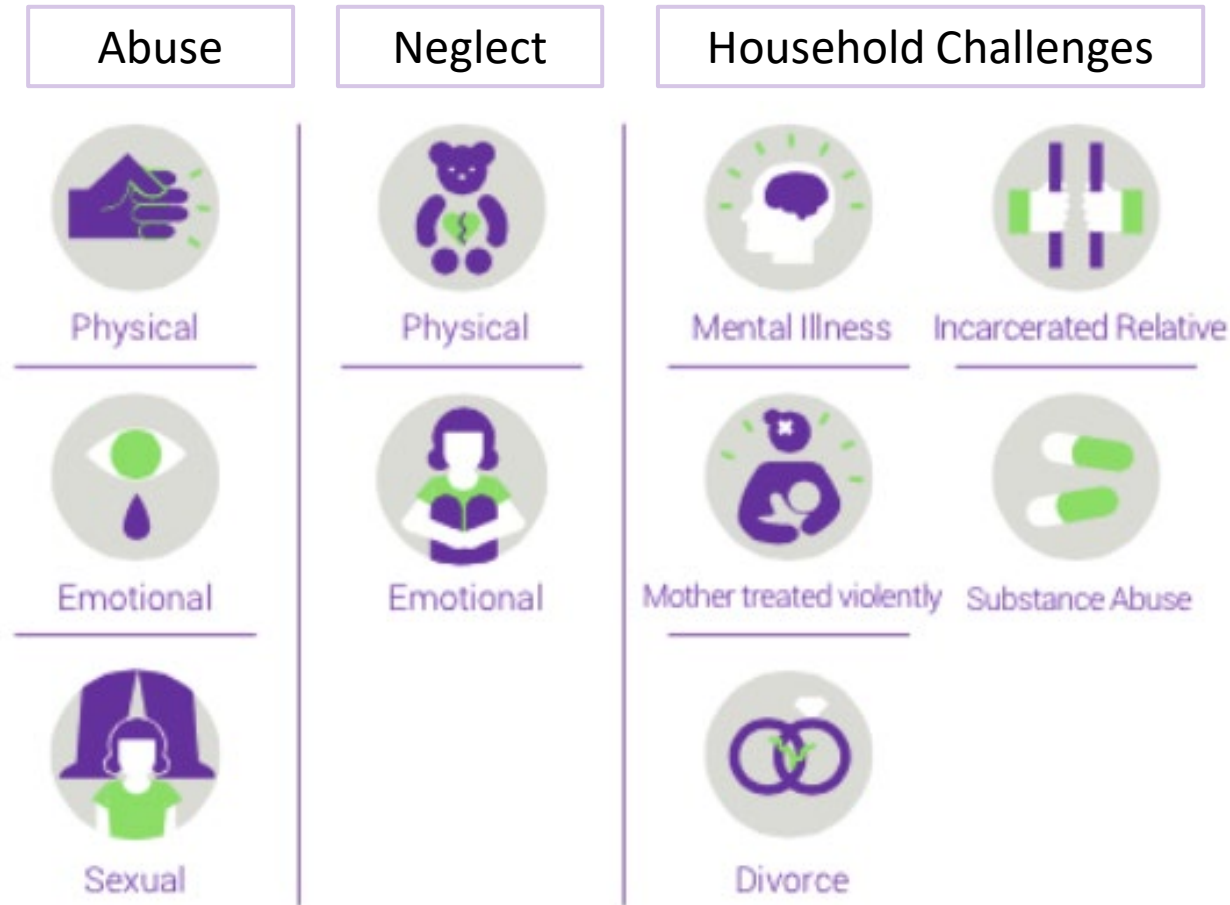 Abuse
Neglect
Household Challenges
Physical
Physical
Mental Illness
Incarcerated Relative
Emotional
Emotional
Mother treated violently
Substance Abuse
Sexual
Divorce